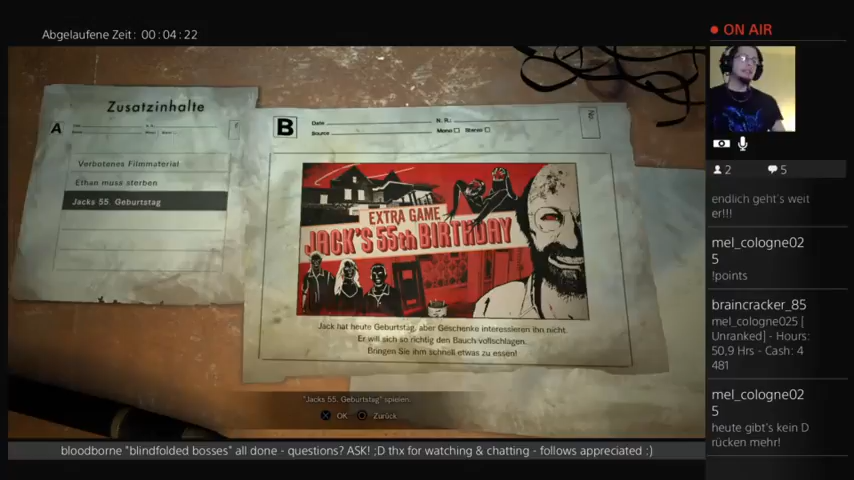 Abgelaufene Zeit: 00:04:22
ON AIR
Zusatzinhalte
A
Verbotenes Filmmaterial
Ethan muss sterben
Jacks 55. Geburtstag
B
Date
N. R.:
Source
Mono
Stereo
EXTRA GAME
JACK'S 55th BIRTHDAY
Jack hat heute Geburtstag, aber Geschenke interessieren ihn nicht.
Er will sich so richtig den Bauch vollschlagen.
Bringen Sie ihm schnell etwas zu essen!
"Jacks 55. Geburtstag" spielen.
OK
Zurück
2
5
endlich geht's weit
er!!!
mel_cologne02
5
!points
braincracker_85
mel_cologne025 [
Unranked] - Hours:
50,9 Hrs - Cash: 4
481
mel_cologne02
5
heute gibt's kein D
rücken mehr!
bloodborne "blindfolded bosses" all done - questions? ASK! ;D thx for watching & chatting - follows appreciated ;)